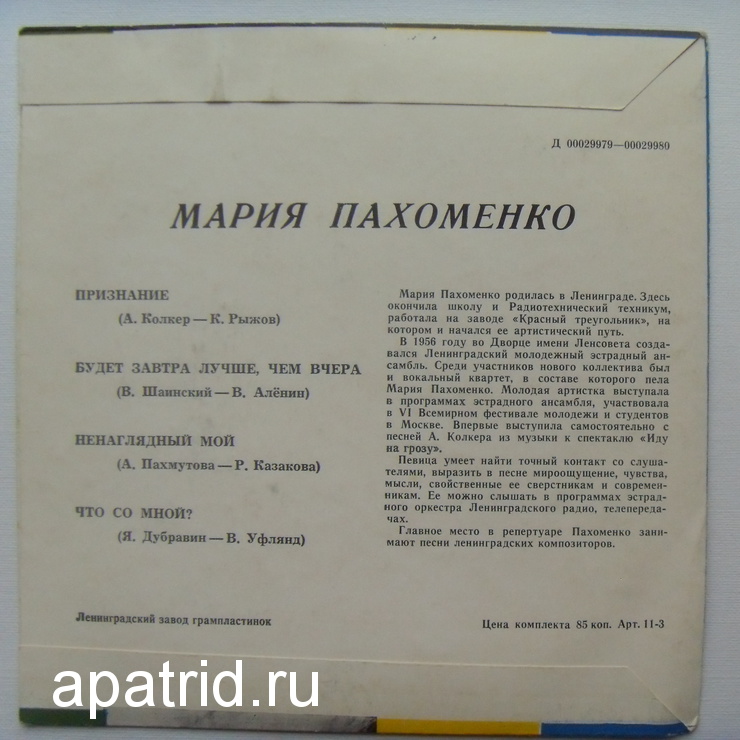 Д 00029979—00029980
МАРИЯ ПАХОМЕНКО
ПРИЗНАНИЕ
(А. Колкер — К. Рыжов)
БУДЕТ ЗАВТРА ЛУЧШЕ, ЧЕМ ВЧЕРА
(В. Шаинский — В. Алёнин)
НЕНАГЛЯДНЫЙ МОЙ
(А. Пахмутова — Р. Казакова)
ЧТО СО МНОЙ?
(Я. Дубравин — В. Уфлянд)
Мария Пахоменко родилась в Ленинграде. Здесь
окончила школу и Радиотехнический техникум,
работала на заводе «Красный треугольник», на
котором и начался ее артистический путь.
В 1956 году во Дворце имени Ленсовета созда-
вался Ленинградский молодежный эстрадный ан-
самбль. Среди участников нового коллектива был
и вокальный квартет, в составе которого пела
Мария Пахоменко. Молодая артистка выступала
в программах эстрадного ансамбля, участвовала
в VI Всемирном фестивале молодежи и студентов
в Москве. Впервые выступила самостоятельно с
песней А. Колкера из музыки к спектаклю «Иду
на грозу».
Певица умеет найти точный контакт со слуша-
телями, выразить в песне мироощущение, чувства,
мысли, свойственные ее сверстникам и современ-
никам. Ее можно слышать в программах эстрад-
ного оркестра Ленинградского радио, телепереда-
чах.
Главное место в репертуаре Пахоменко зани-
мают песни ленинградских композиторов.
Ленинградский завод грампластинок
Цена комплекта 85 коп. Арт. 11-3
apatrid.ru